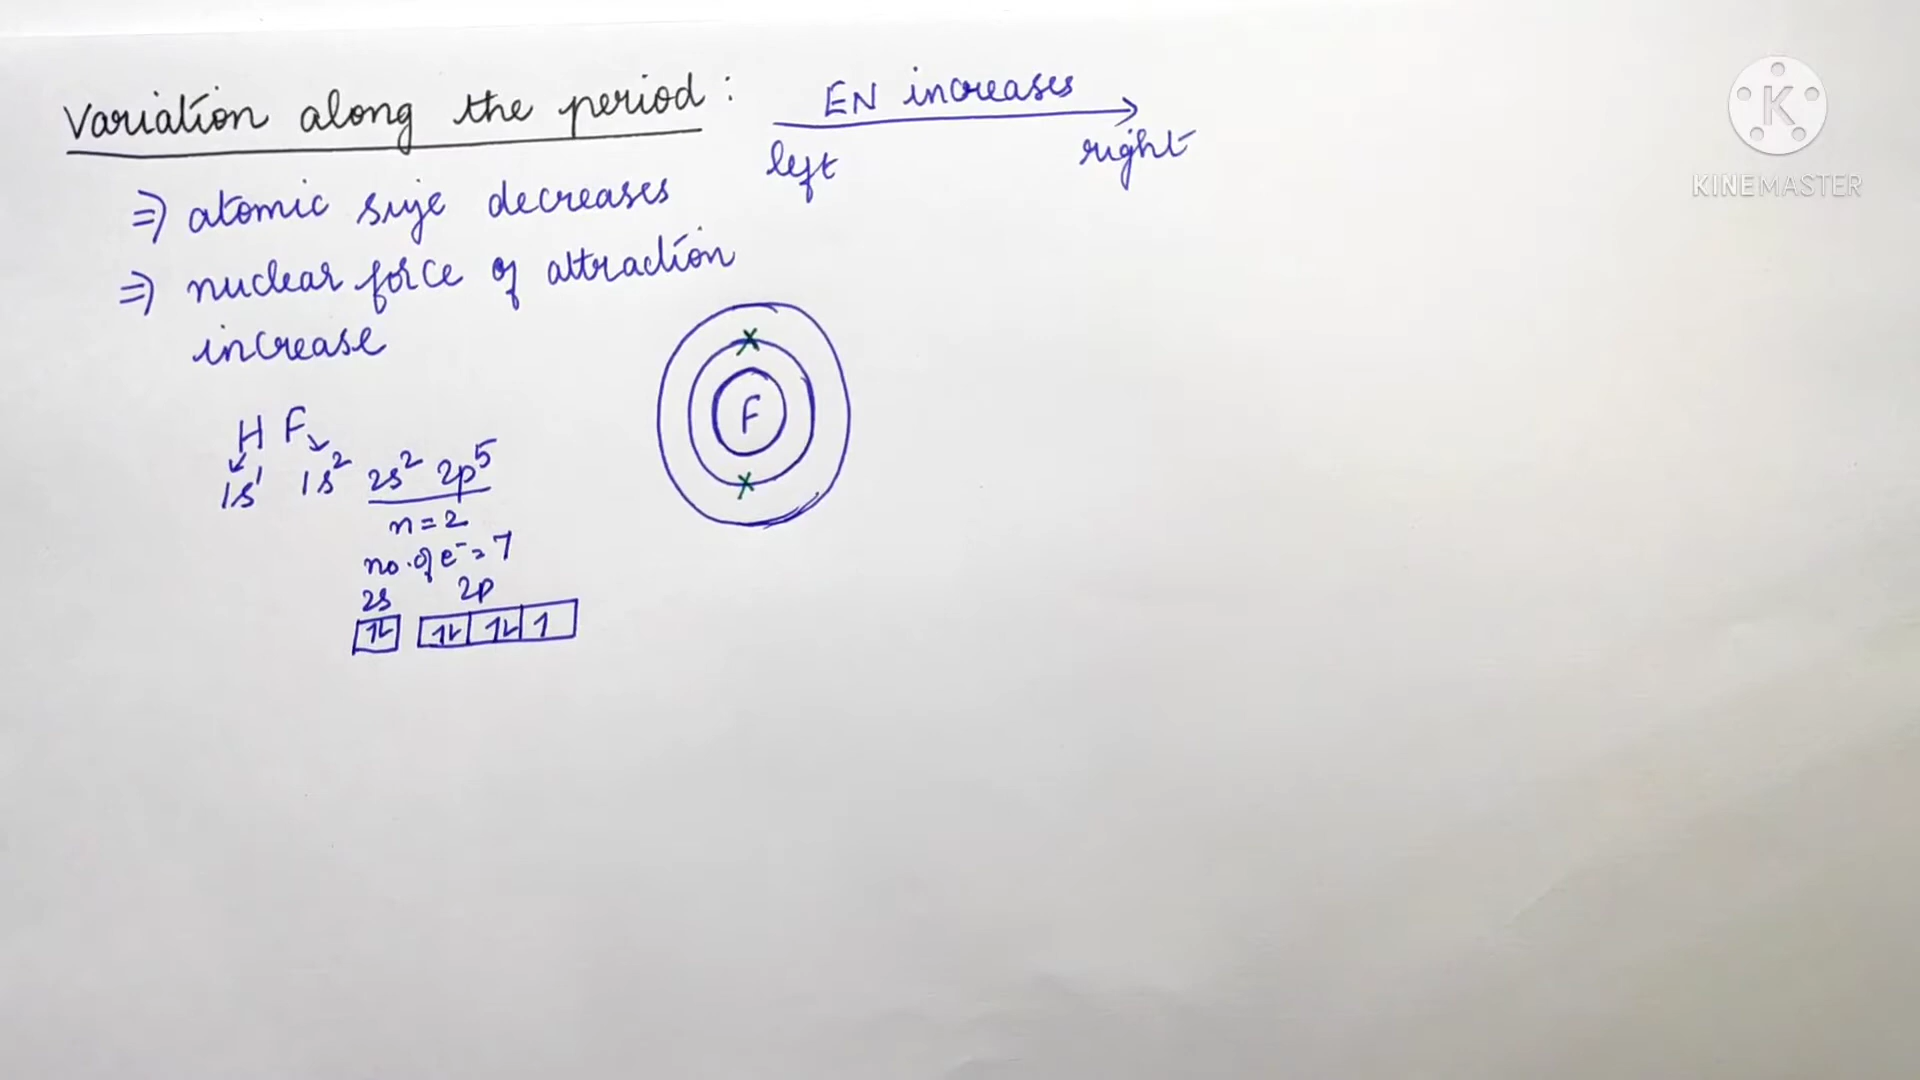 Variation along the period :
EN increases
left right
⇒ atomic size decreases
⇒ nuclear force of attraction
increase
H F
1s¹ 1s² 2s² 2p⁵
n = 2
no. of e⁻ = 7
2s 2p
1L 1L 1L 1
F
K
KINEMASTER